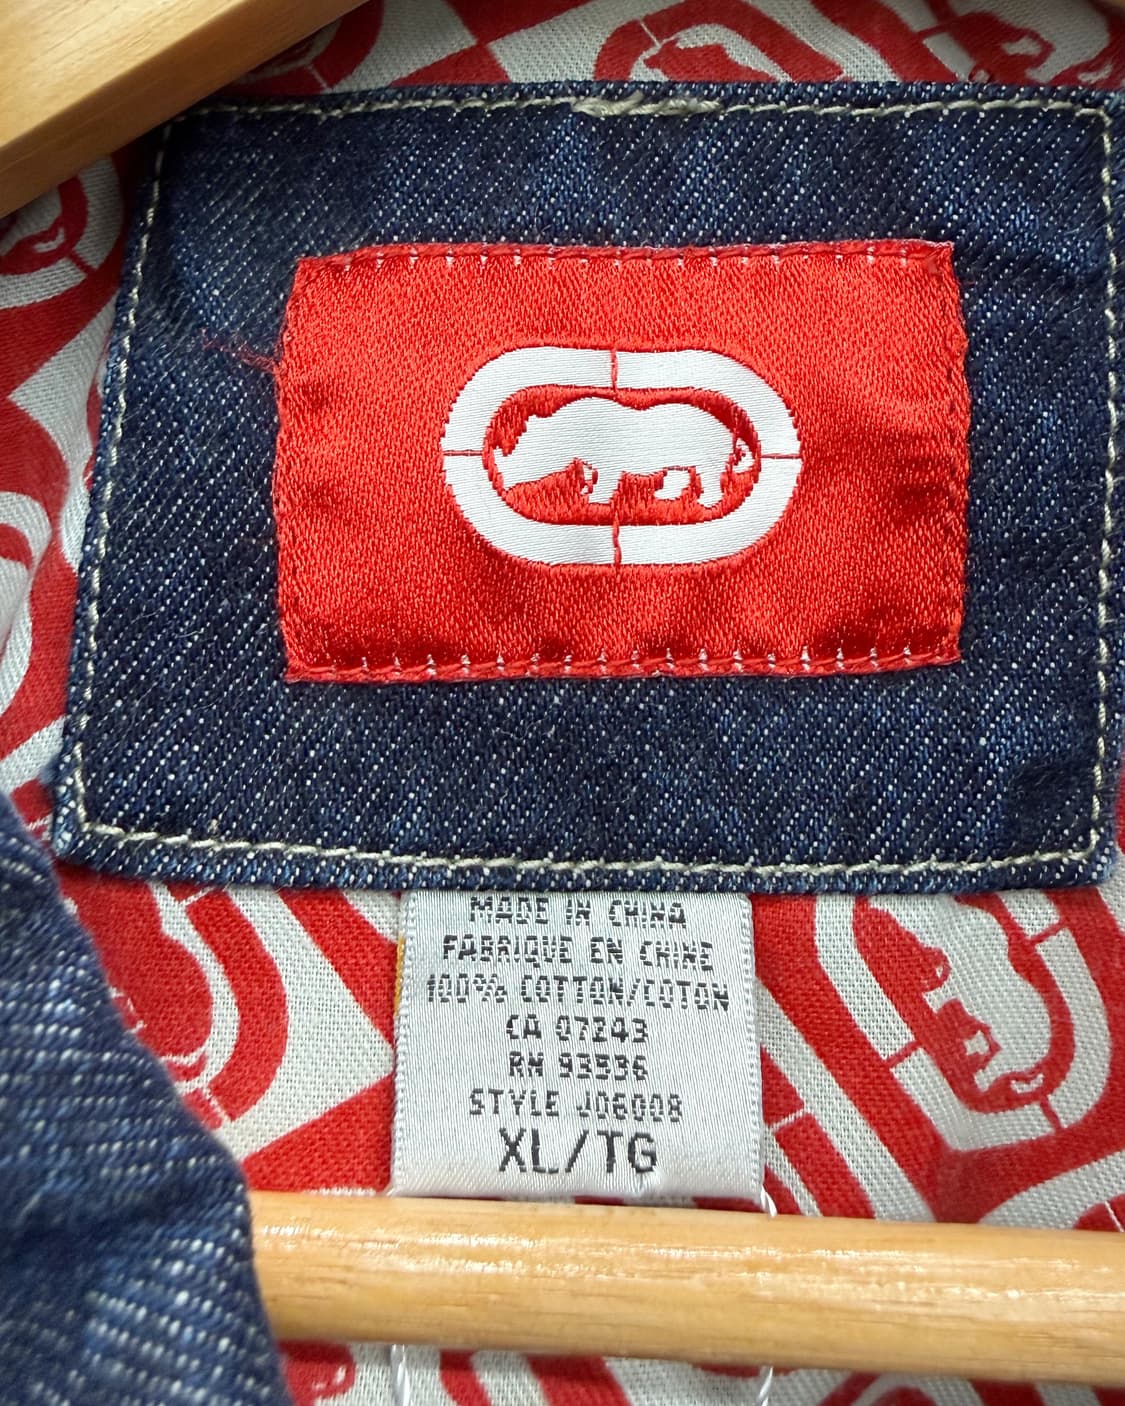 MADE IN CHINA
FABRIQUE EN CHINE
100% COTTON/COTON
CA 07243
RN 93536
STYLE J06008
XL/TG